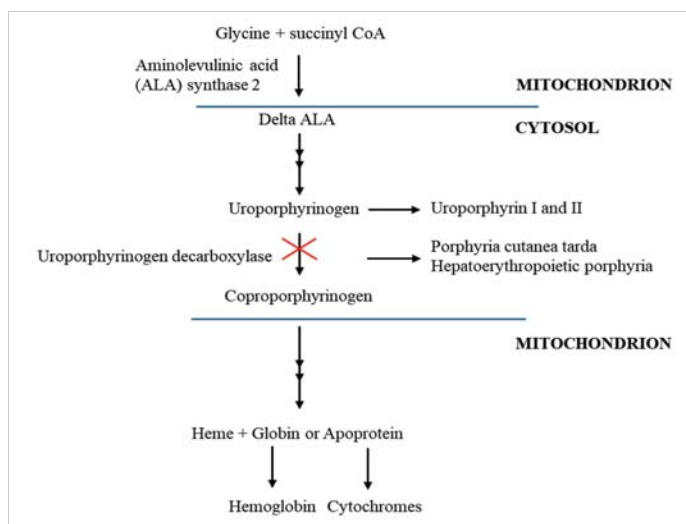 Glycine + succinyl CoA
Aminolevulinic acid
(ALA) synthase 2
MITOCHONDRION
Delta ALA
CYTOSOL
Uroporphyrinogen
Uroporphyrin I and II
Uroporphyrinogen decarboxylase
Porphyria cutanea tarda
Hepatoerythropoietic porphyria
Coproporphyrinogen
MITOCHONDRION
Heme + Globin or Apoprotein
Hemoglobin Cytochromes